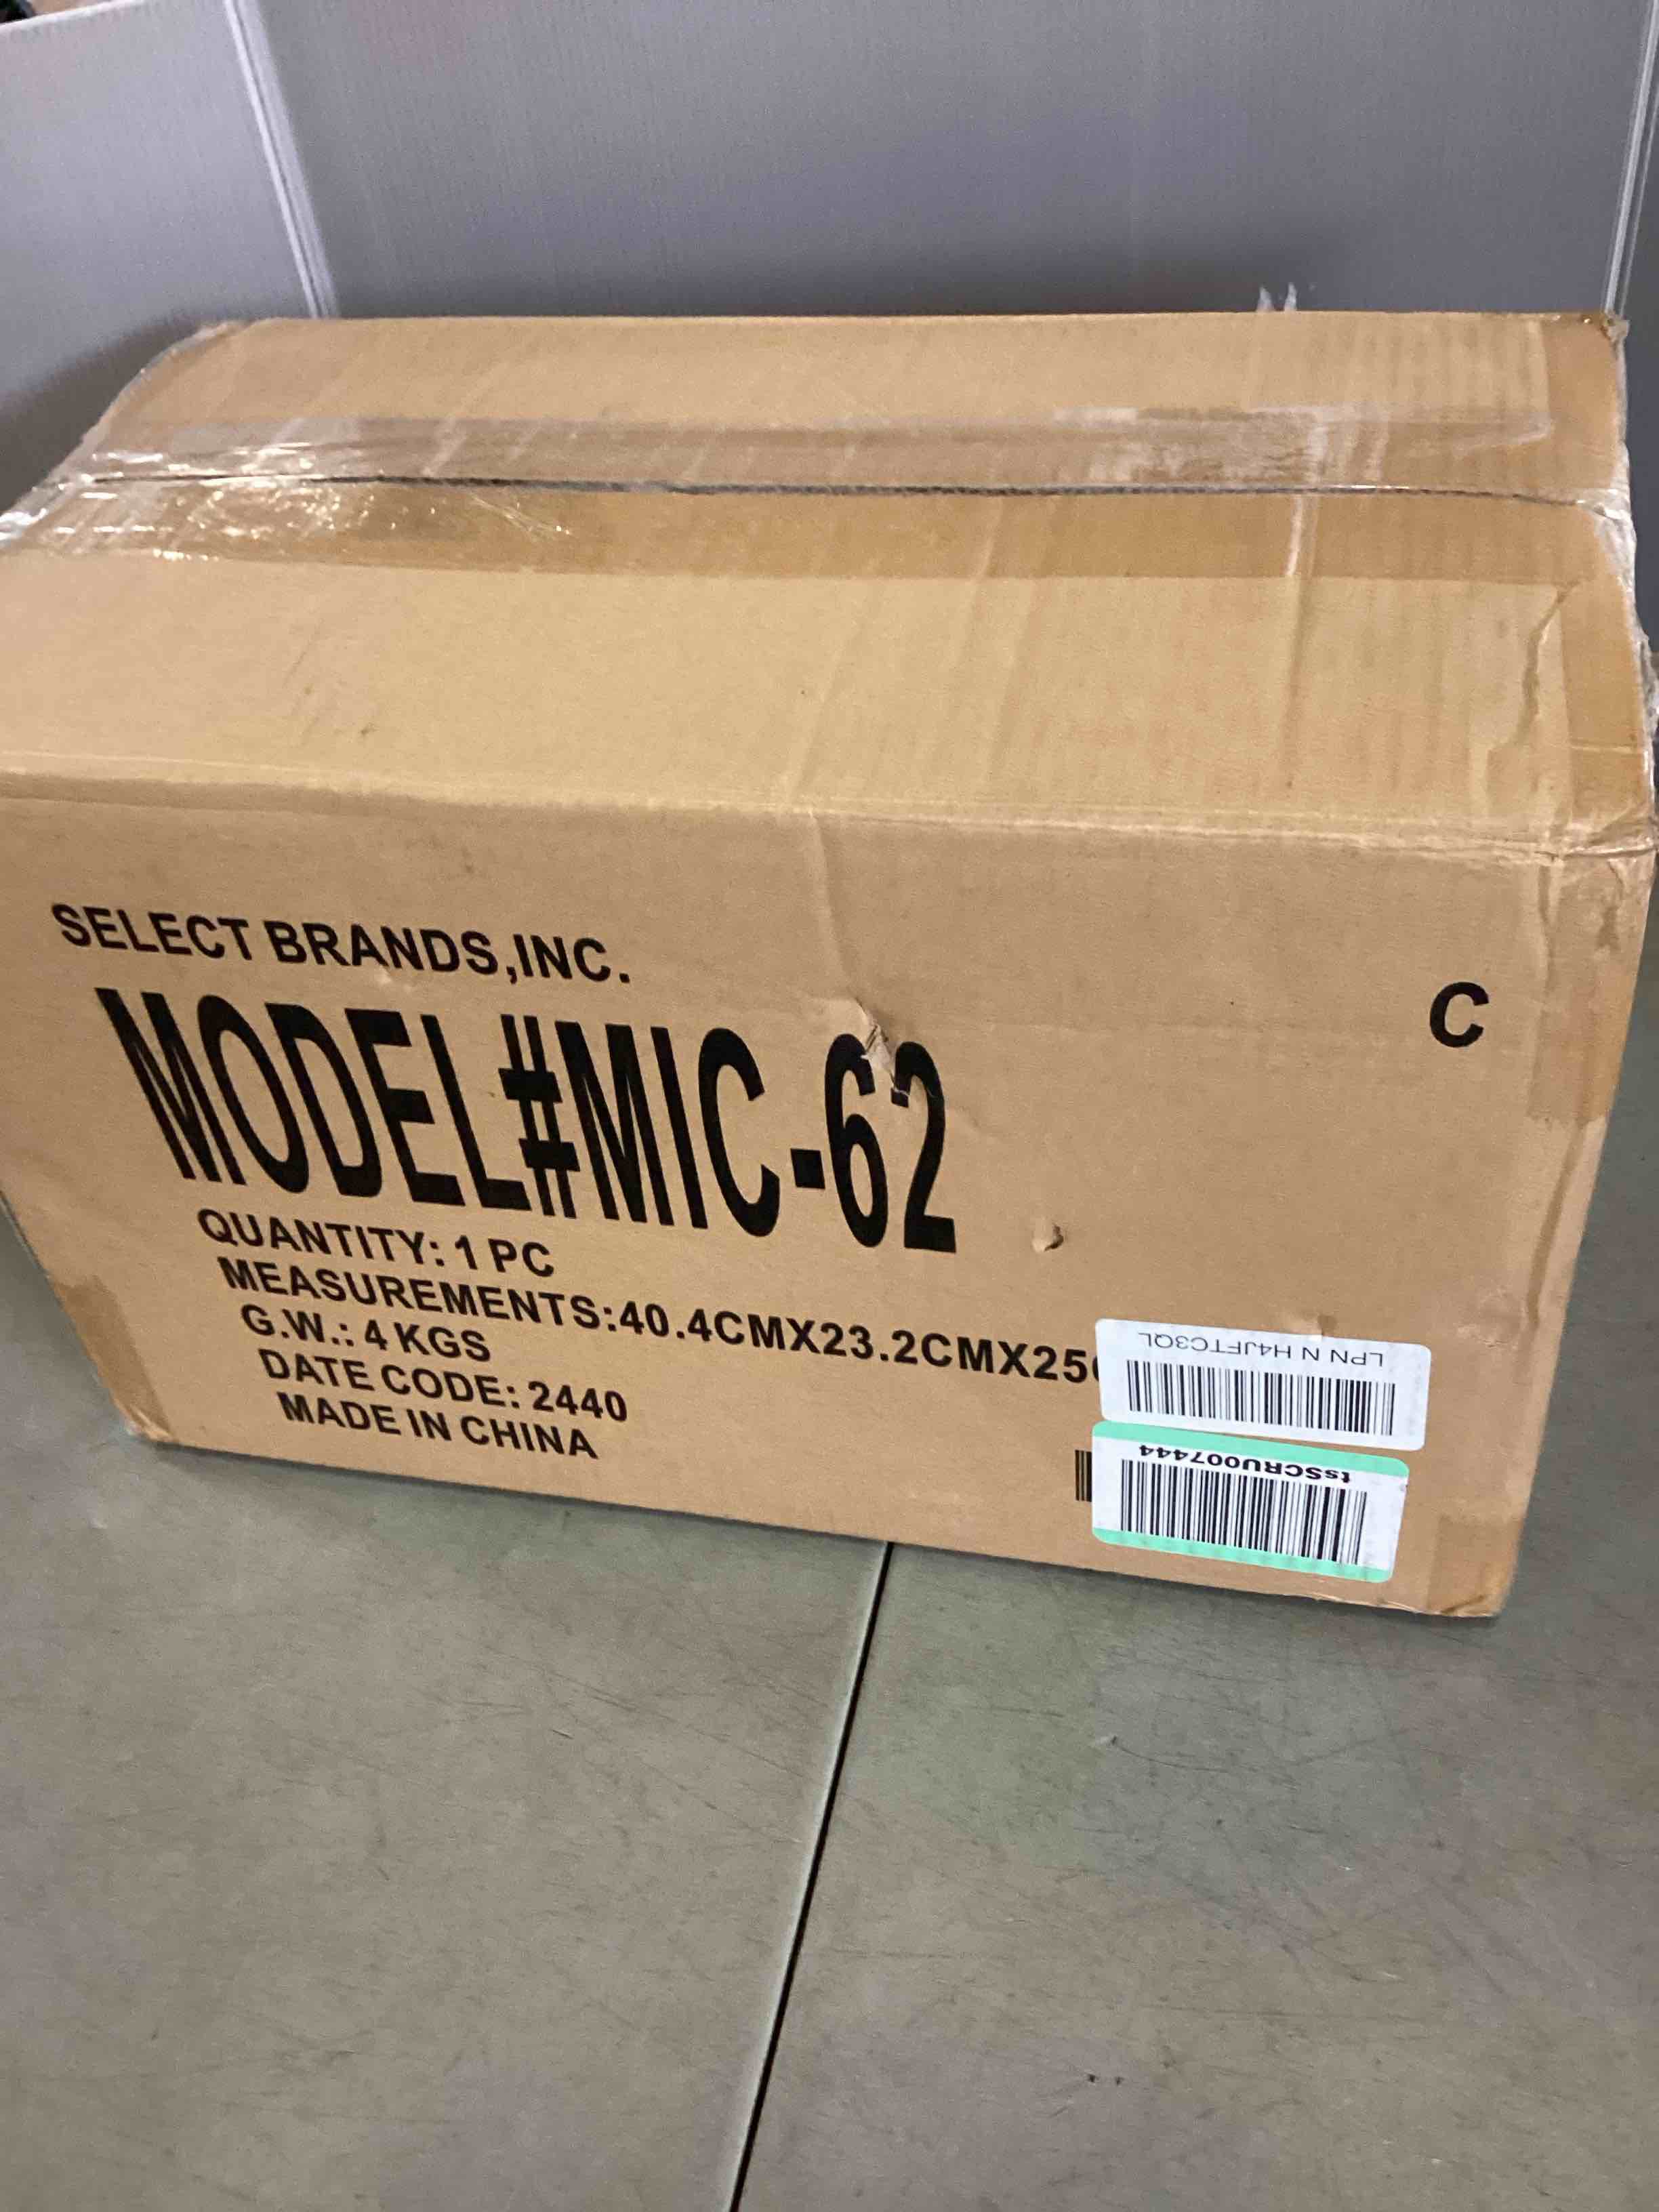 SELECT BRANDS,INC.
C
MODEL#MIC-62
QUANTITY: 1 PC
MEASUREMENTS:40.4CMX23.2CMX25
G.W.: 4 KGS
DATE CODE: 2440
MADE IN CHINA
LPN N H4JFTC3QL
tsSCRU007444